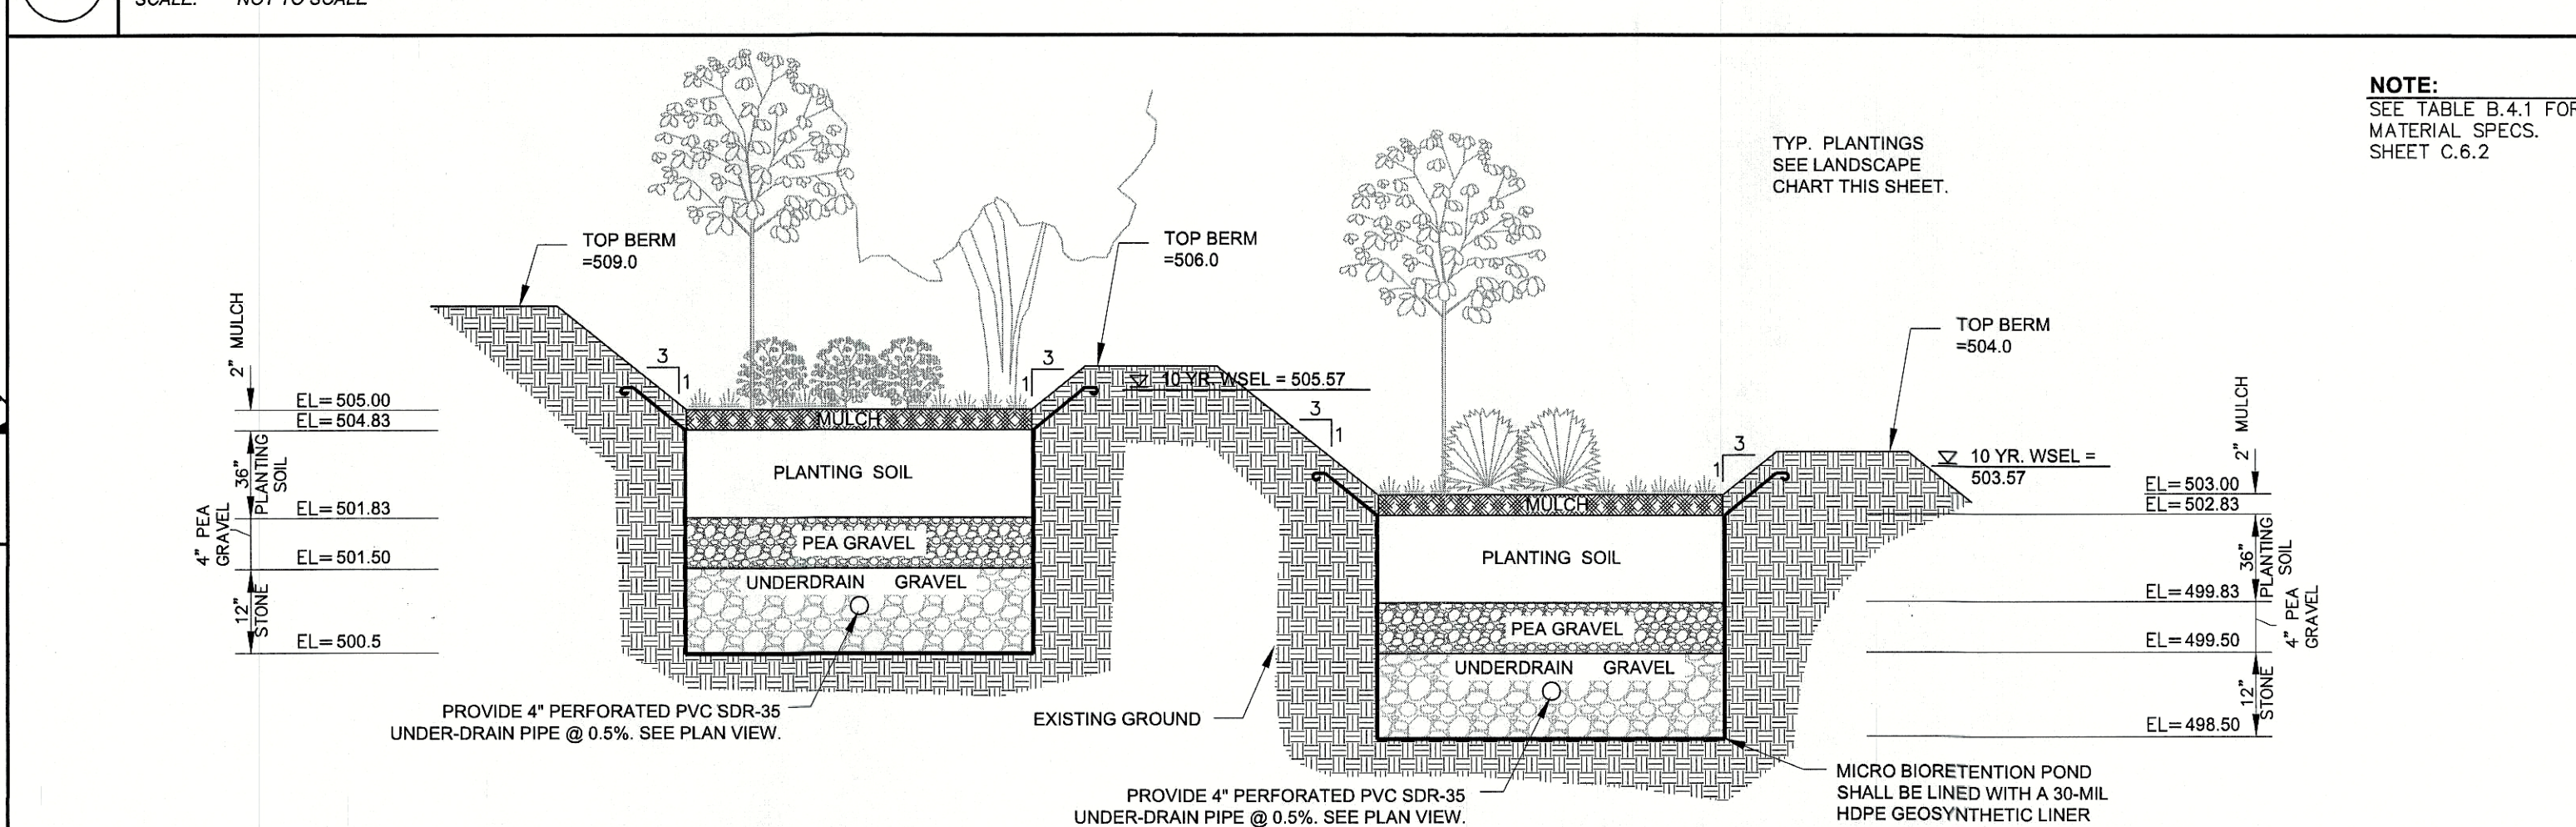 SCALE: NOT TO SCALE
NOTE:
SEE TABLE B.4.1 FOR
MATERIAL SPECS.
SHEET C.6.2
TYP. PLANTINGS
SEE LANDSCAPE
CHART THIS SHEET.
TOP BERM
=509.0
TOP BERM
=506.0
TOP BERM
=504.0
2" MULCH
36"
PLANTING
SOIL
4" PEA
GRAVEL
12"
STONE
EL=505.00
EL=504.83
EL=501.83
EL=501.50
EL=500.5
3
1
3
1
10 YR. WSEL = 505.57
MULCH
PLANTING SOIL
PEA GRAVEL
UNDERDRAIN GRAVEL
PROVIDE 4" PERFORATED PVC SDR-35
UNDER-DRAIN PIPE @ 0.5%. SEE PLAN VIEW.
EXISTING GROUND
3
1
3
1
10 YR. WSEL =
503.57
MULCH
PLANTING SOIL
PEA GRAVEL
UNDERDRAIN GRAVEL
PROVIDE 4" PERFORATED PVC SDR-35
UNDER-DRAIN PIPE @ 0.5%. SEE PLAN VIEW.
MICRO BIORETENTION POND
SHALL BE LINED WITH A 30-MIL
HDPE GEOSYNTHETIC LINER
EL=503.00
EL=502.83
EL=499.83
EL=499.50
EL=498.50
2" MULCH
36"
PLANTING
SOIL
4" PEA
GRAVEL
12"
STONE